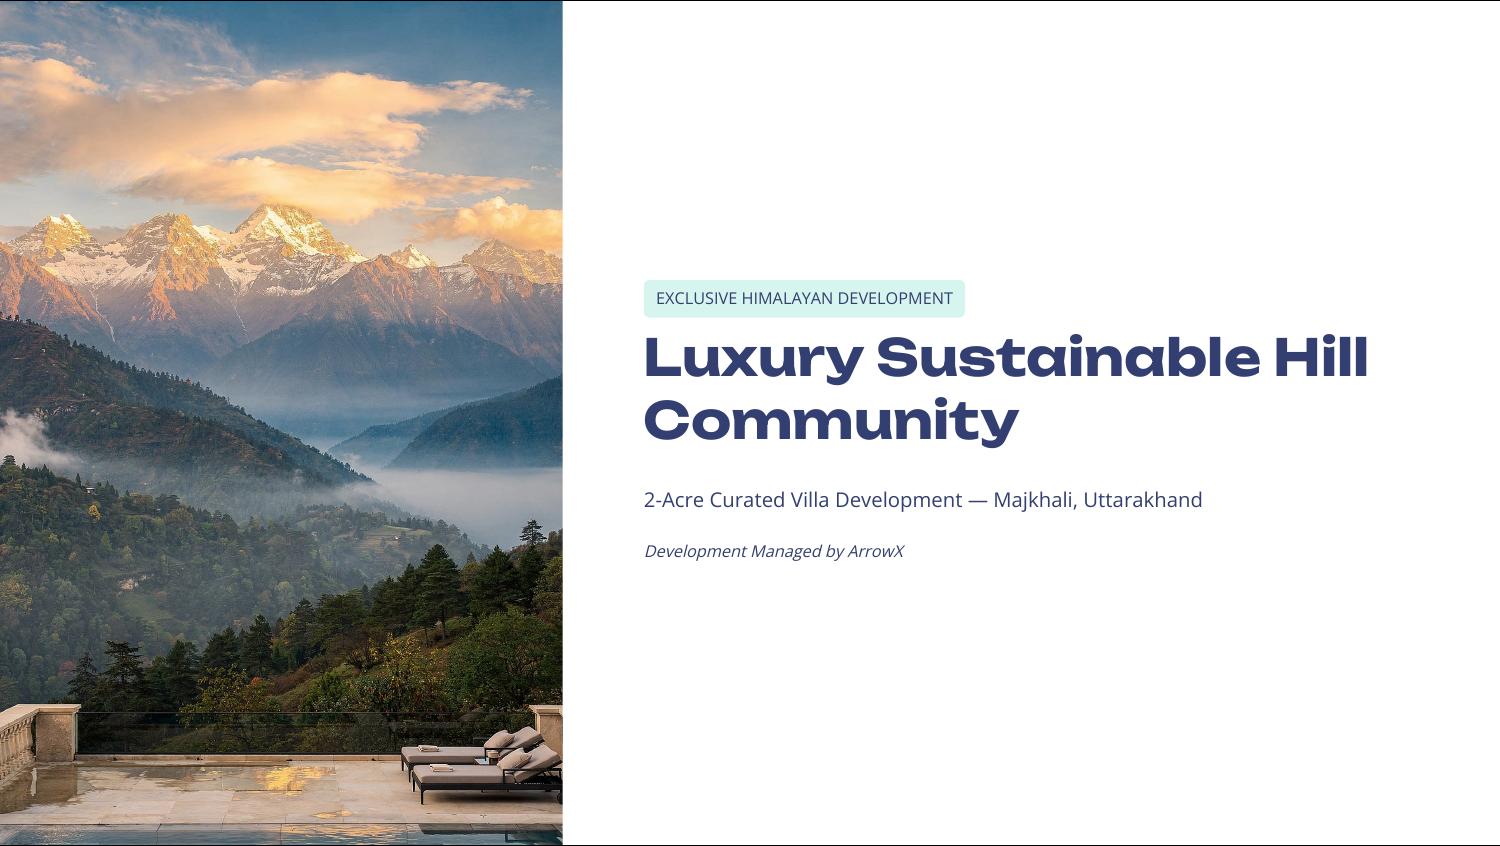 EXCLUSIVE HIMALAYAN DEVELOPMENT
Luxury Sustainable Hill
Community
2-Acre Curated Villa Development — Majkhali, Uttarakhand
Development Managed by ArrowX